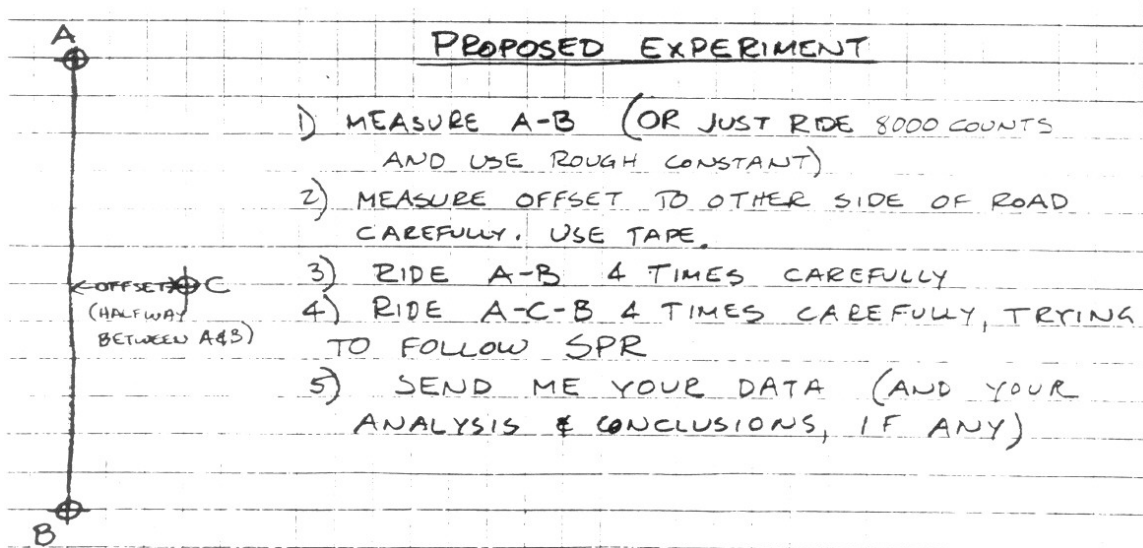 A
PROPOSED EXPERIMENT
1) MEASURE A-B (OR JUST RIDE 8000 COUNTS
AND USE ROUGH CONSTANT)
2) MEASURE OFFSET TO OTHER SIDE OF ROAD
CAREFULLY. USE TAPE.
3) RIDE A-B 4 TIMES CAREFULLY
OFFSET C
(HALFWAY
BETWEEN A&B)
4) RIDE A-C-B 4 TIMES CAREFULLY, TRYING
TO FOLLOW SPR
5) SEND ME YOUR DATA (AND YOUR
ANALYSIS & CONCLUSIONS, IF ANY)
B